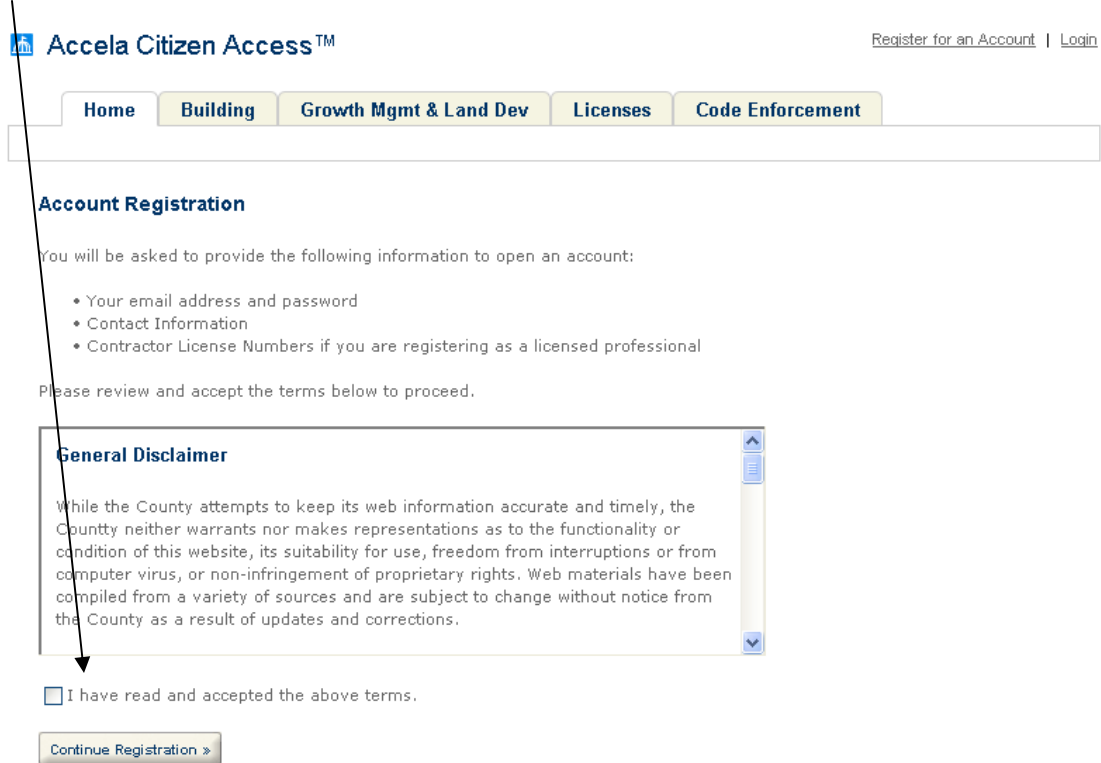 Accela Citizen Access™
Register for an Account | Login
Home Building Growth Mgmt & Land Dev Licenses Code Enforcement
Account Registration
You will be asked to provide the following information to open an account:
• Your email address and password
• Contact Information
• Contractor License Numbers if you are registering as a licensed professional
Please review and accept the terms below to proceed.
General Disclaimer
While the County attempts to keep its web information accurate and timely, the
Countty neither warrants nor makes representations as to the functionality or
condition of this website, its suitability for use, freedom from interruptions or from
computer virus, or non-infringement of proprietary rights. Web materials have been
compiled from a variety of sources and are subject to change without notice from
the County as a result of updates and corrections.
I have read and accepted the above terms.
Continue Registration »